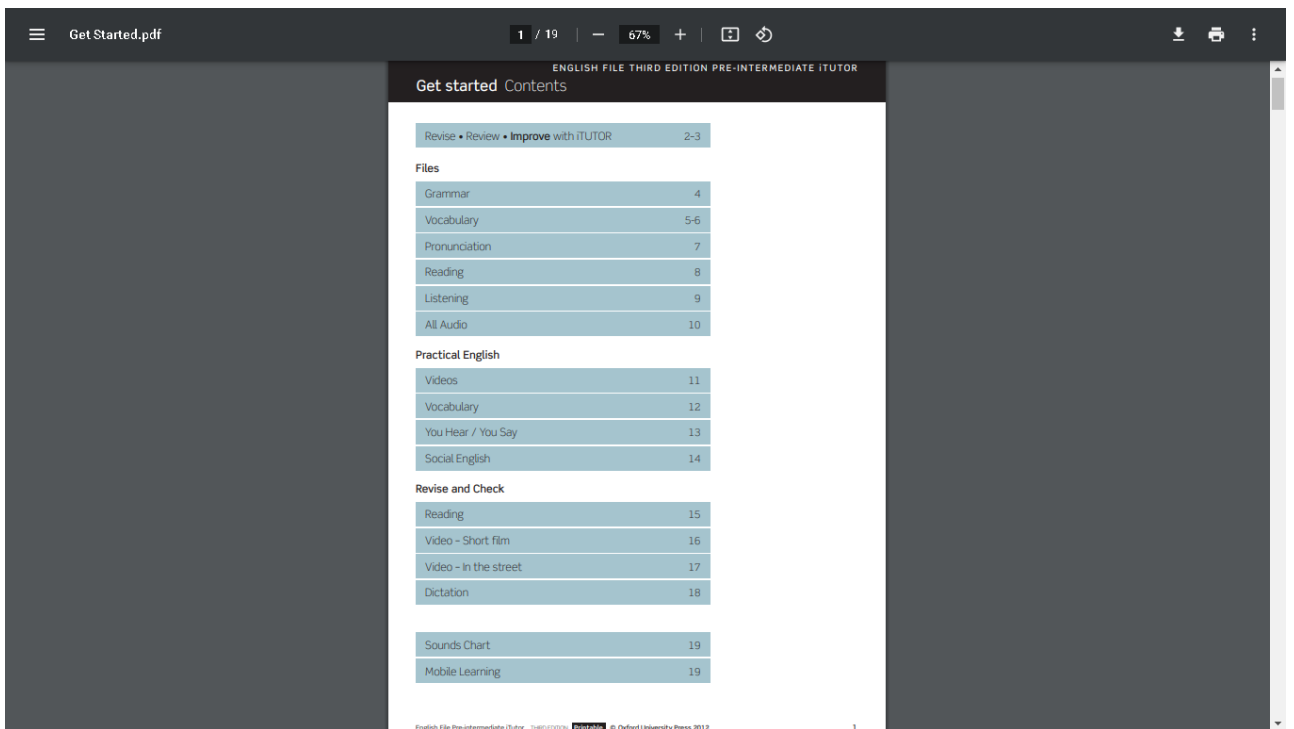 Get Started.pdf 1 / 19 67%
ENGLISH FILE THIRD EDITION PRE-INTERMEDIATE iTUTOR
Get started Contents
Revise • Review • Improve with iTUTOR 2–3
Files
Grammar 4
Vocabulary 5-6
Pronunciation 7
Reading 8
Listening 9
All Audio 10
Practical English
Videos 11
Vocabulary 12
You Hear / You Say 13
Social English 14
Revise and Check
Reading 15
Video – Short film 16
Video – In the street 17
Dictation 18
Sounds Chart 19
Mobile Learning 19
English File Pre-intermediate iTutor THIRD EDITION Printable © Oxford University Press 2012 1